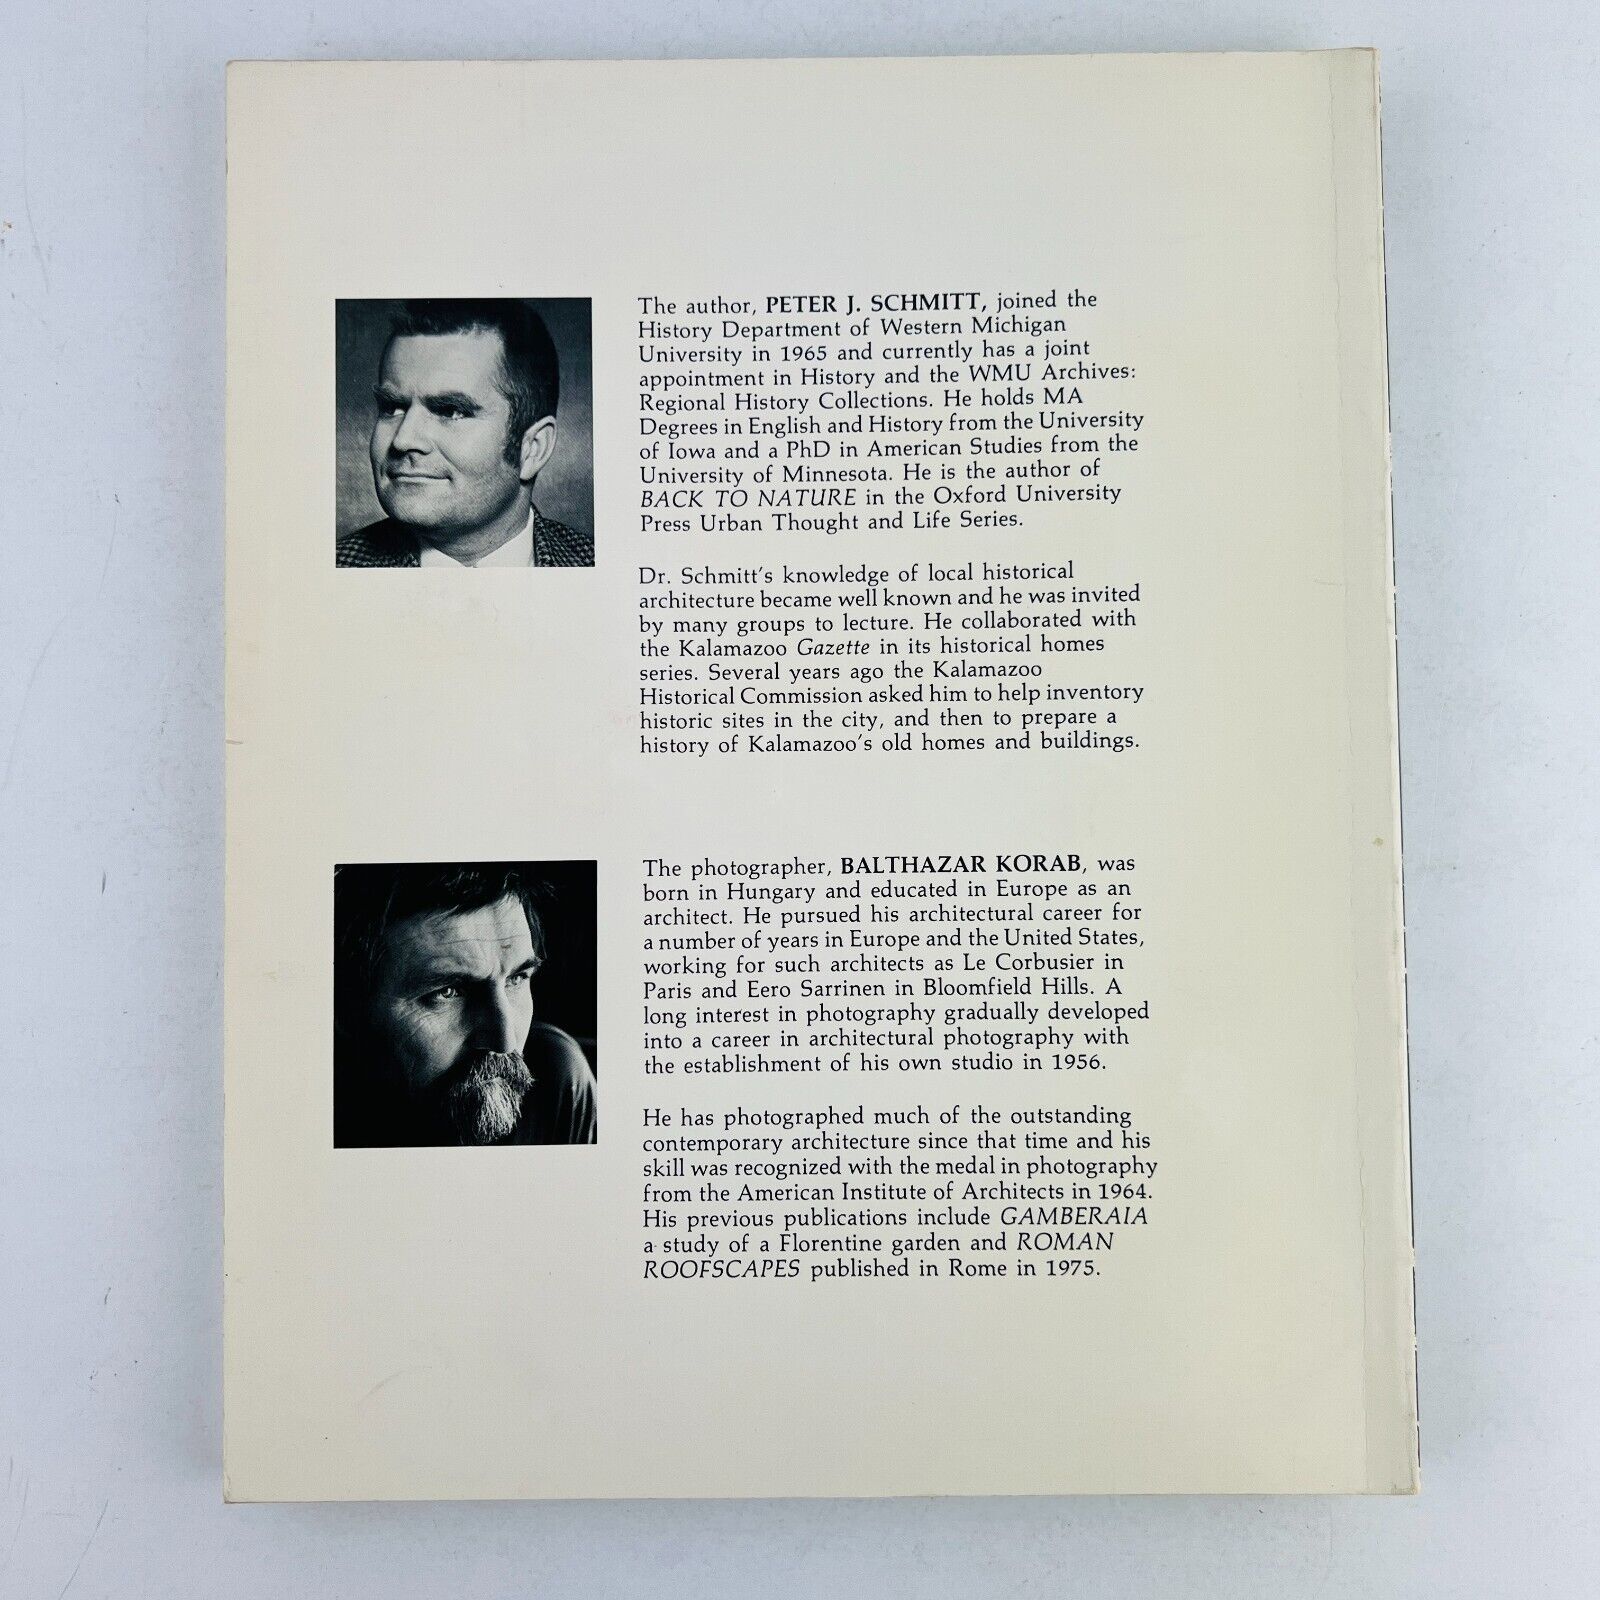 The author, PETER J. SCHMITT, joined the
History Department of Western Michigan
University in 1965 and currently has a joint
appointment in History and the WMU Archives:
Regional History Collections. He holds MA
Degrees in English and History from the University
of Iowa and a PhD in American Studies from the
University of Minnesota. He is the author of
BACK TO NATURE in the Oxford University
Press Urban Thought and Life Series.
Dr. Schmitt's knowledge of local historical
architecture became well known and he was invited
by many groups to lecture. He collaborated with
the Kalamazoo Gazette in its historical homes
series. Several years ago the Kalamazoo
Historical Commission asked him to help inventory
historic sites in the city, and then to prepare a
history of Kalamazoo's old homes and buildings.
The photographer, BALTHAZAR KORAB, was
born in Hungary and educated in Europe as an
architect. He pursued his architectural career for
a number of years in Europe and the United States,
working for such architects as Le Corbusier in
Paris and Eero Sarrinen in Bloomfield Hills. A
long interest in photography gradually developed
into a career in architectural photography with
the establishment of his own studio in 1956.
He has photographed much of the outstanding
contemporary architecture since that time and his
skill was recognized with the medal in photography
from the American Institute of Architects in 1964.
His previous publications include GAMBERAIA
a study of a Florentine garden and ROMAN
ROOFSCAPES published in Rome in 1975.